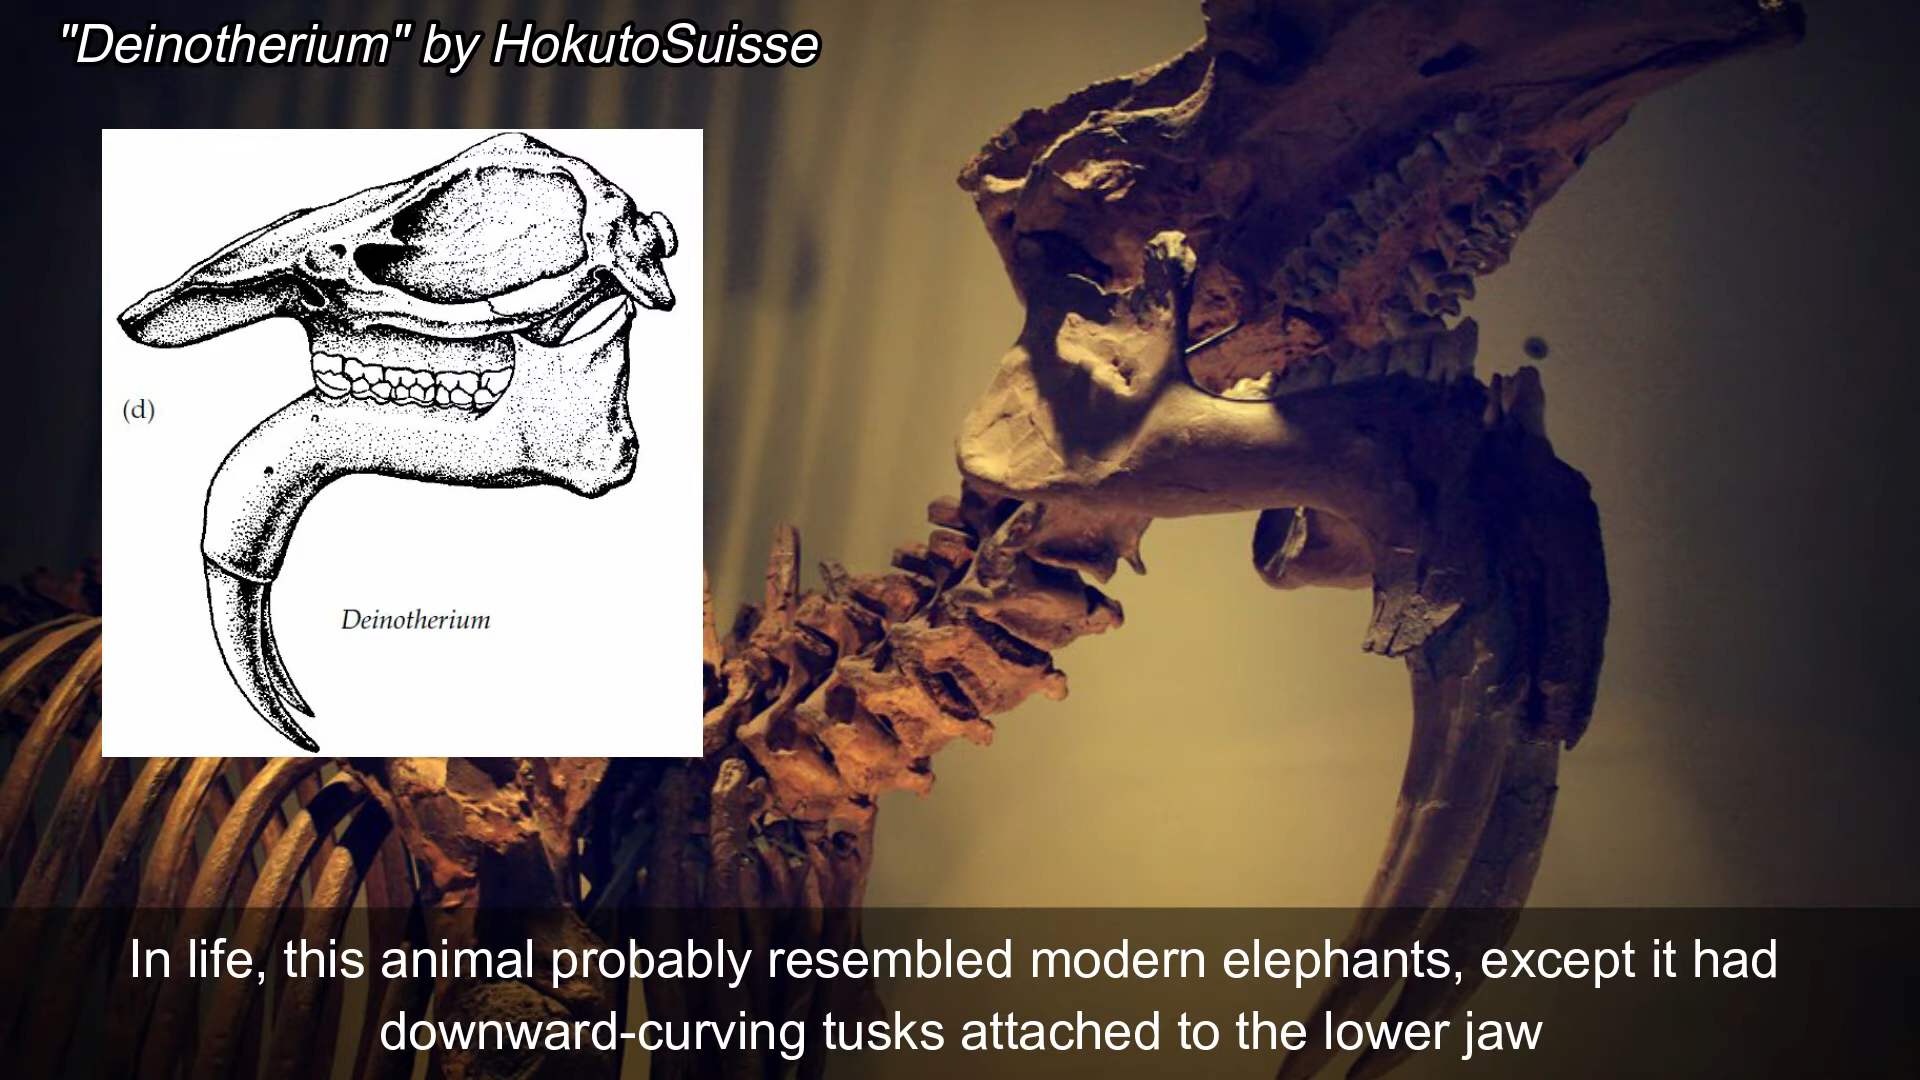 "Deinotherium" by HokutoSuisse
(d)
Deinotherium
In life, this animal probably resembled modern elephants, except it had
downward-curving tusks attached to the lower jaw